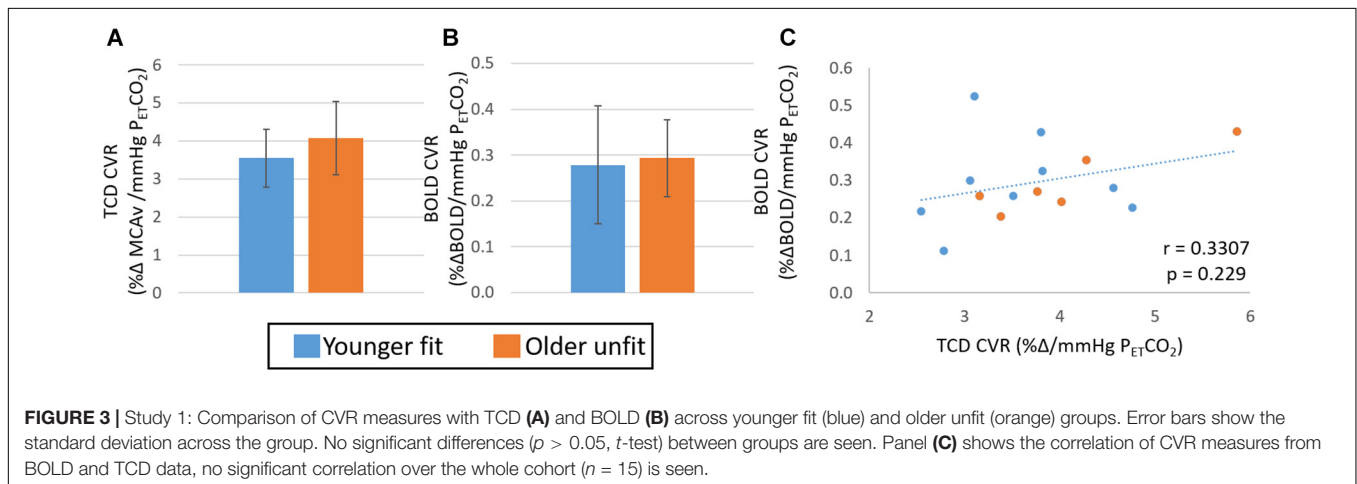 A
TCD CVR
(%Δ MCAv /mmHg P_ETCO₂)
6
5
4
3
2
1
0
B
BOLD CVR
(%ΔBOLD/mmHg P_ETCO₂)
0.5
0.4
0.3
0.2
0.1
0.0
C
BOLD CVR
(%ΔBOLD/mmHg P_ETCO₂)
0.6
0.5
0.4
0.3
0.2
0.1
0.0
r = 0.3307
p = 0.229
2 3 4 5 6
TCD CVR (%Δ/mmHg P_ETCO₂)
Younger fit Older unfit
FIGURE 3 | Study 1: Comparison of CVR measures with TCD (A) and BOLD (B) across younger fit (blue) and older unfit (orange) groups. Error bars show the
standard deviation across the group. No significant differences (p > 0.05, t-test) between groups are seen. Panel (C) shows the correlation of CVR measures from
BOLD and TCD data, no significant correlation over the whole cohort (n = 15) is seen.